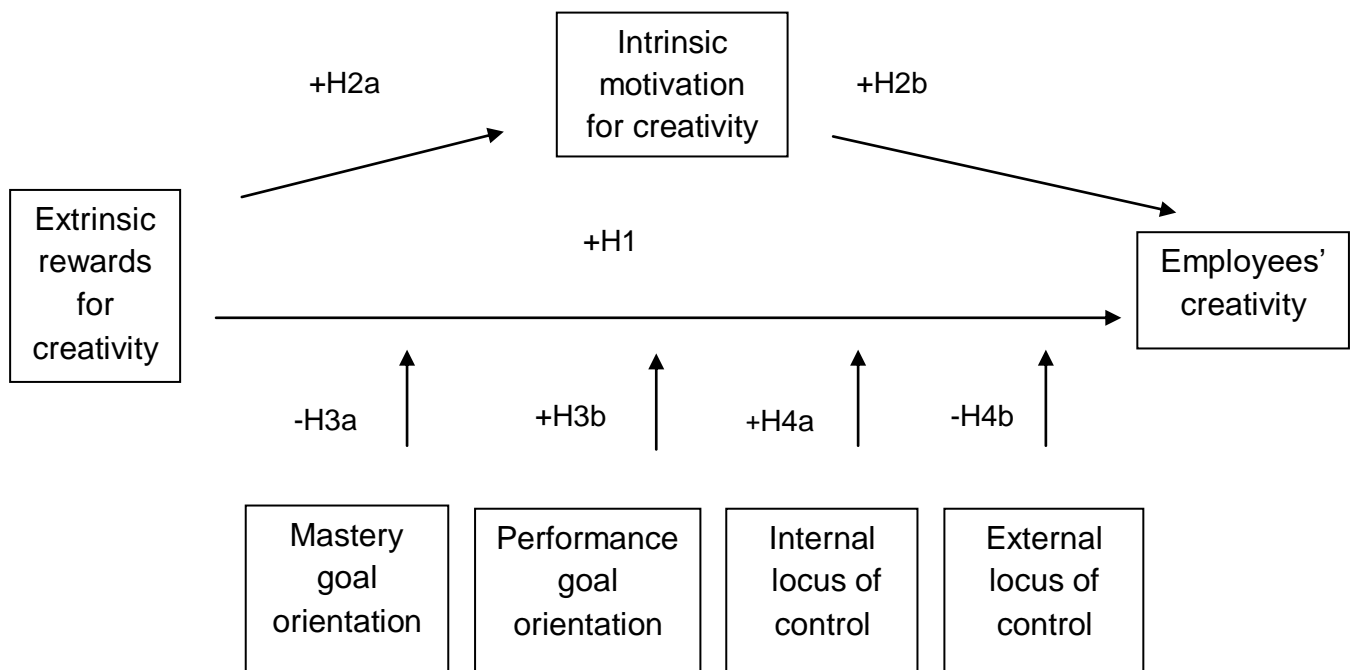 Intrinsic
motivation
for creativity
+H2a
+H2b
Extrinsic
rewards
for
creativity
+H1
Employees’
creativity
-H3a
+H3b
+H4a
-H4b
Mastery
goal
orientation
Performance
goal
orientation
Internal
locus of
control
External
locus of
control